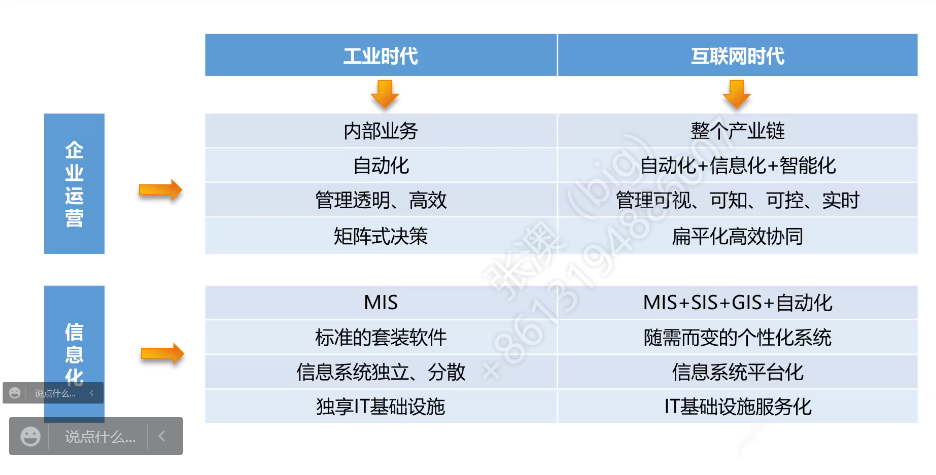 工业时代
互联网时代
企业运营
内部业务
整个产业链
自动化
自动化+信息化+智能化
管理透明、高效
管理可视、可知、可控、实时
矩阵式决策
扁平化高效协同
信息化
MIS
MIS+SIS+GIS+自动化
标准的套装软件
随需而变的个性化系统
信息系统独立、分散
信息系统平台化
独享IT基础设施
IT基础设施服务化
说点什么...
说点什么...
张澳（big）